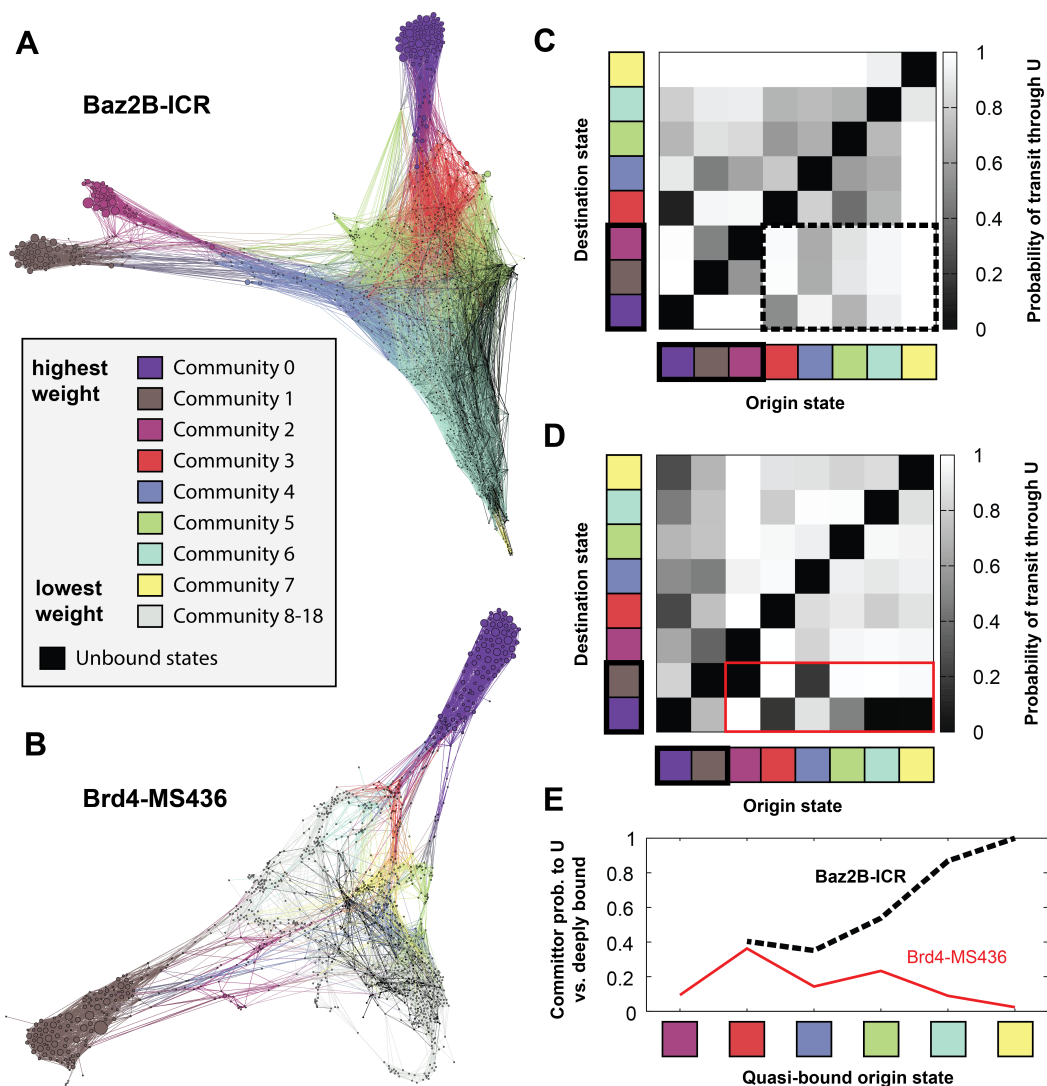 A
Baz2B-ICR
highest
weight
Community 0
Community 1
Community 2
Community 3
Community 4
Community 5
Community 6
lowest
weight
Community 7
Community 8-18
Unbound states
B
Brd4-MS436
C
Destination state
Origin state
1
0.8
0.6
0.4
0.2
0
Probability of transit through U
D
Destination state
Origin state
1
0.8
0.6
0.4
0.2
0
Probability of transit through U
E
Committor prob. to U
vs. deeply bound
1
0.8
0.6
0.4
0.2
0
Baz2B-ICR
Brd4-MS436
Quasi-bound origin state